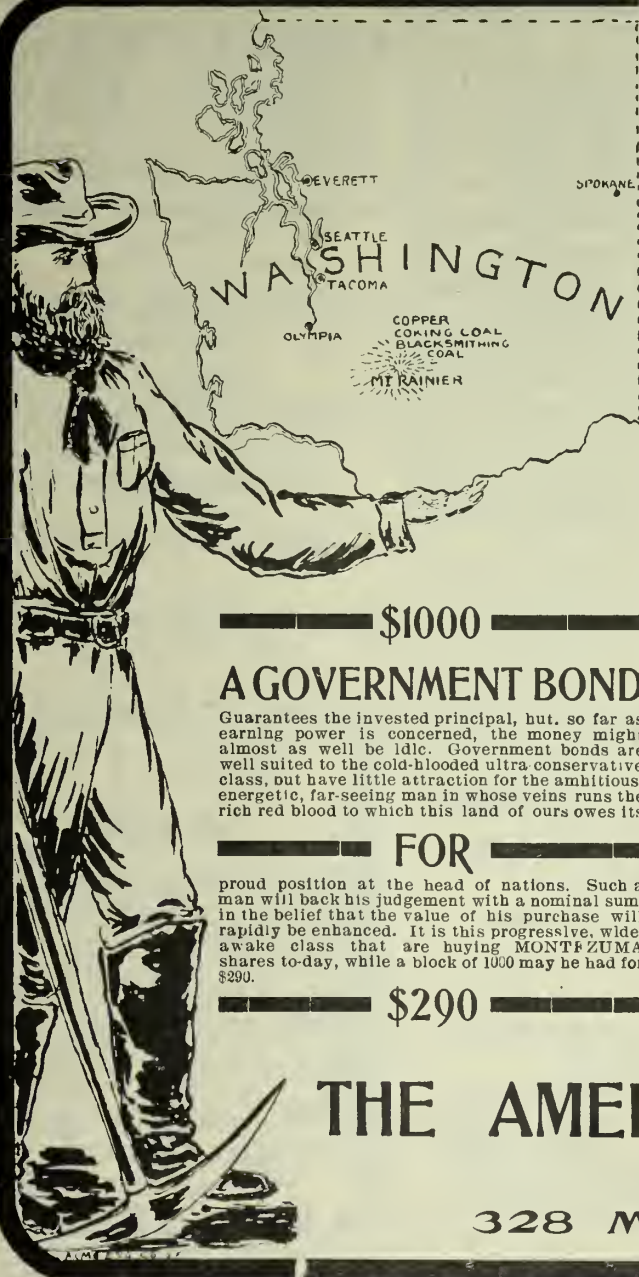 EVERETT
SPOKANE
SEATTLE
WASHINGTON
TACOMA
OLYMPIA
COPPER
COKING COAL
BLACKSMITHING
COAL
MT RAINIER
$1000
A GOVERNMENT BOND
Guarantees the invested principal, but. so far as
earning power is concerned, the money migh
almost as well be idle. Government bonds are
well suited to the cold-blooded ultra conservative
class, but have little attraction for the ambitious
energetic, far-seeing man in whose veins runs the
rich red blood to which this land of ours owes its
FOR
proud position at the head of nations. Such a
man will back his judgement with a nominal sum
in the belief that the value of his purchase wil
rapidly be enhanced. It is this progressive, wide
awake class that are buying MONTEZUMA
shares to-day, while a block of 1000 may be had for
$290.
$290
THE AME
328 M